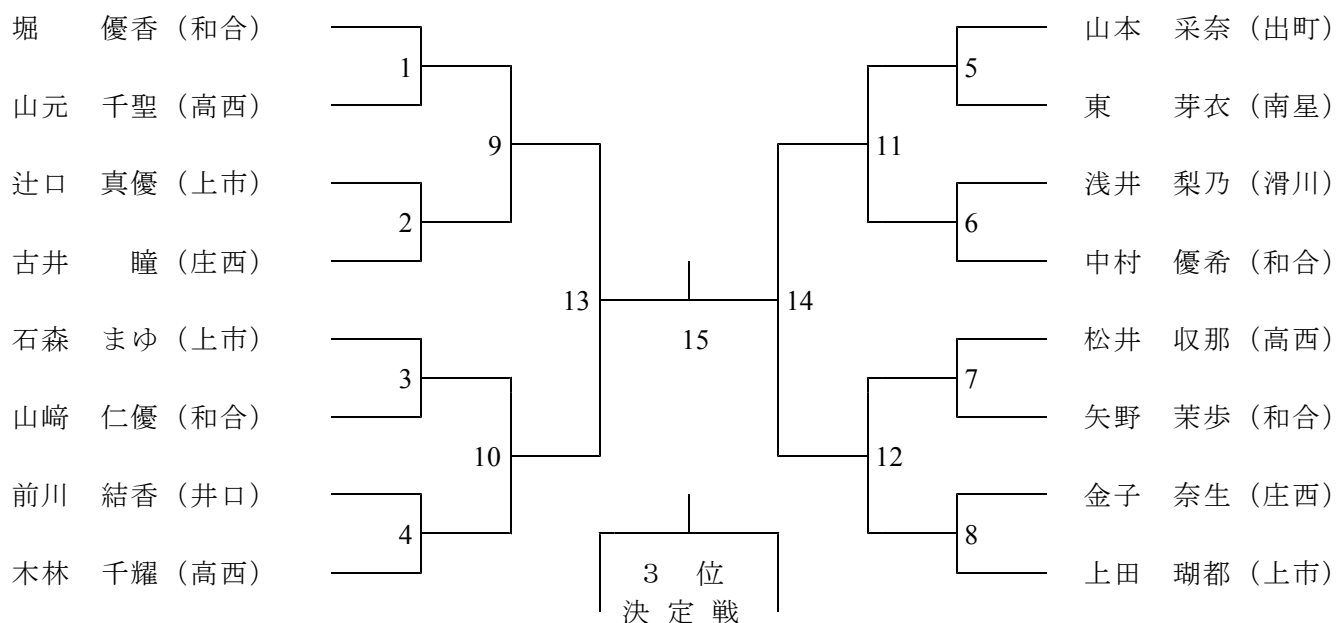 堀　　優香（和合）
1
山元　千聖（高西）
9
辻口　真優（上市）
2
古井　　瞳（庄西）
13
石森　まゆ（上市）
3
山﨑　仁優（和合）
10
前川　結香（井口）
4
木林　千耀（高西）
15
３　位
決 定 戦
山本　采奈（出町）
5
東　　芽衣（南星）
11
浅井　梨乃（滑川）
6
中村　優希（和合）
14
松井　収那（高西）
7
矢野　茉歩（和合）
12
金子　奈生（庄西）
8
上田　瑚都（上市）